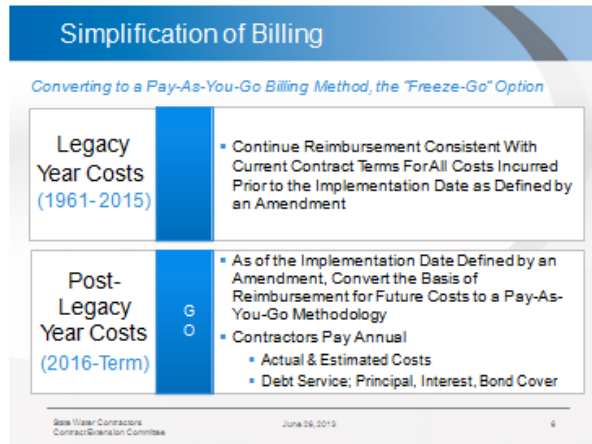 Simplification of Billing
Converting to a Pay-As-You-Go Billing Method, the "Freeze-Go" Option
Legacy
Year Costs
(1961-2015)
▪ Continue Reimbursement Consistent With
Current Contract Terms For All Costs Incurred
Prior to the Implementation Date as Defined by
an Amendment
Post-
Legacy
Year Costs
(2016-Term)
G
O
▪ As of the Implementation Date Defined by an
Amendment, Convert the Basis of
Reimbursement for Future Costs to a Pay-As-
You-Go Methodology
▪ Contractors Pay Annual
▪ Actual & Estimated Costs
▪ Debt Service; Principal, Interest, Bond Cover
State Water Contractors
Contract Extension Committee
June 26, 2013
6